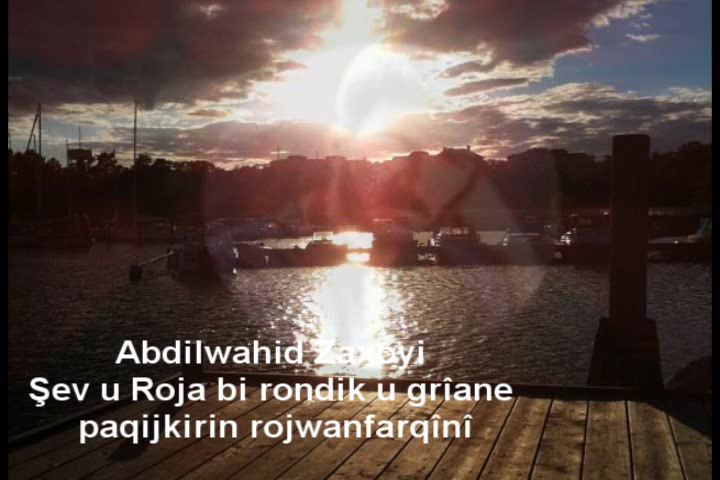 Abdilwahid Zaxoyi
Şev u Roja bi rondik u grîane
paqijkirin rojwanfarqînî